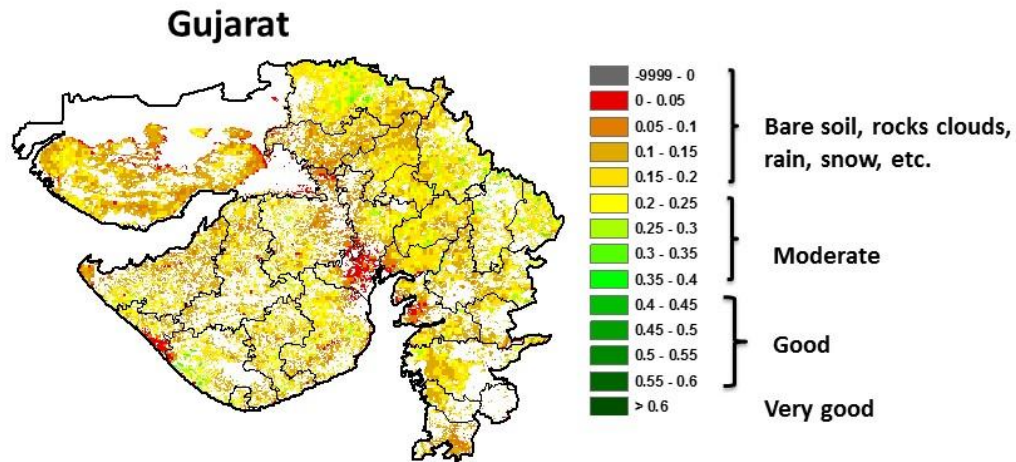 Gujarat
-9999 - 0
0 - 0.05
0.05 - 0.1
0.1 - 0.15
0.15 - 0.2
0.2 - 0.25
0.25 - 0.3
0.3 - 0.35
0.35 - 0.4
0.4 - 0.45
0.45 - 0.5
0.5 - 0.55
0.55 - 0.6
> 0.6
Bare soil, rocks clouds,
rain, snow, etc.
Moderate
Good
Very good